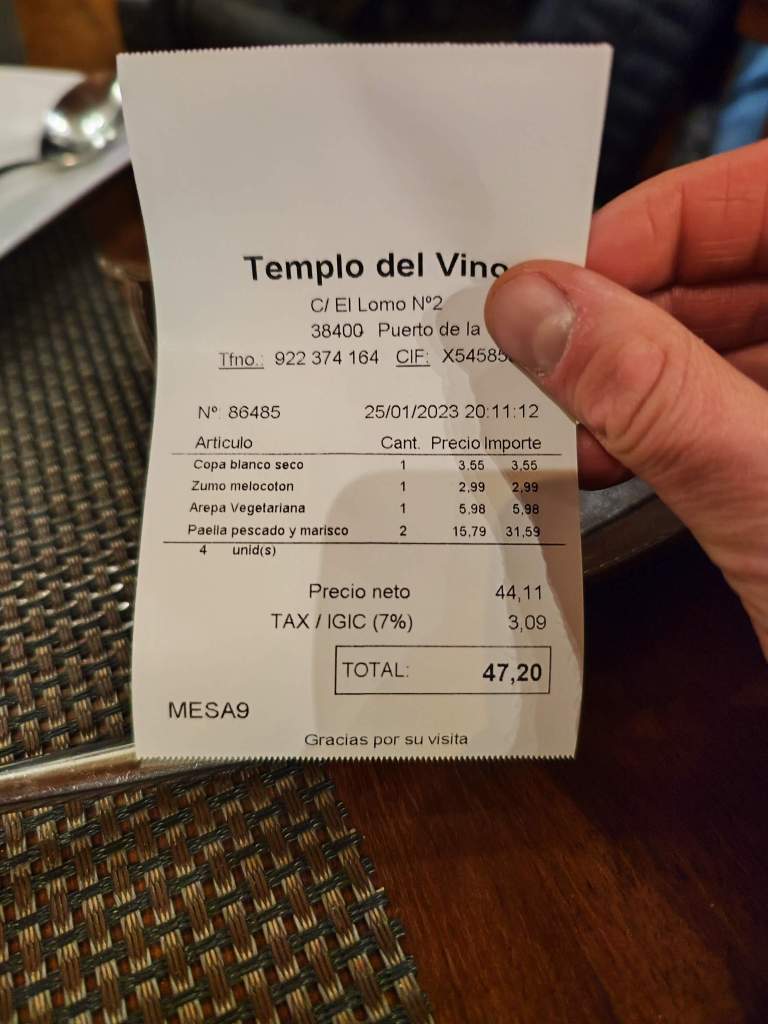 Templo del Vino
C/ El Lomo Nº2
38400 Puerto de la
Tfno.: 922 374 164 CIF:
Nº 86485 25/01/2023 20:11:12
Articulo Cant. Precio Importe
Copa blanco seco 1 3,55 3,55
Zumo melocoton 1 2,99 2,99
Arepa Vegetariana 1 5,98 5,98
Paella pescado y marisco 2 15,79 31,59
4 unid(s)
Precio neto 44,11
TAX / IGIC (7%) 3,09
TOTAL: 47,20
MESA9
Gracias por su visita